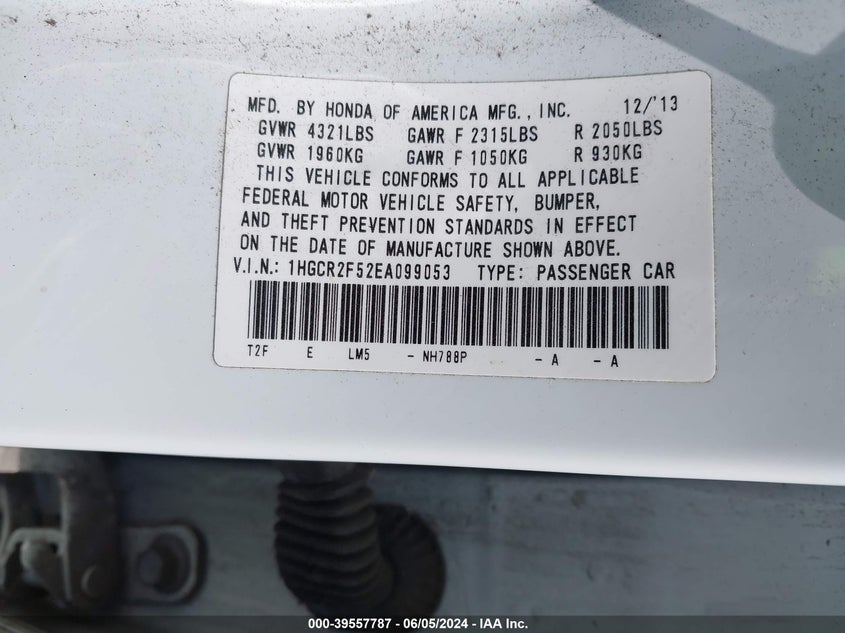 MFD. BY HONDA OF AMERICA MFG., INC. 12/'13
GVWR 4321LBS GAWR F 2315LBS R 2050LBS
GVWR 1960KG GAWR F 1050KG R 930KG
THIS VEHICLE CONFORMS TO ALL APPLICABLE
FEDERAL MOTOR VEHICLE SAFETY, BUMPER,
AND THEFT PREVENTION STANDARDS IN EFFECT
ON THE DATE OF MANUFACTURE SHOWN ABOVE.
V.I.N.: 1HGCR2F52EA099053 TYPE: PASSENGER CAR
T2F E LM5 - NH788P - A - A
000-39557787 - 06/05/2024 - IAA Inc.